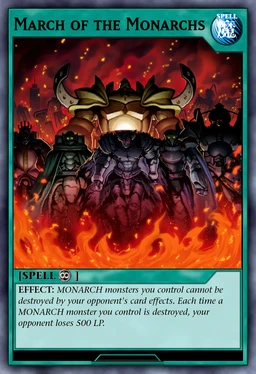 March of the Monarchs
SPELL
[SPELL ]
EFFECT: MONARCH monsters you control cannot be
destroyed by your opponent's card effects. Each time a
MONARCH monster you control is destroyed, your
opponent loses 500 LP.